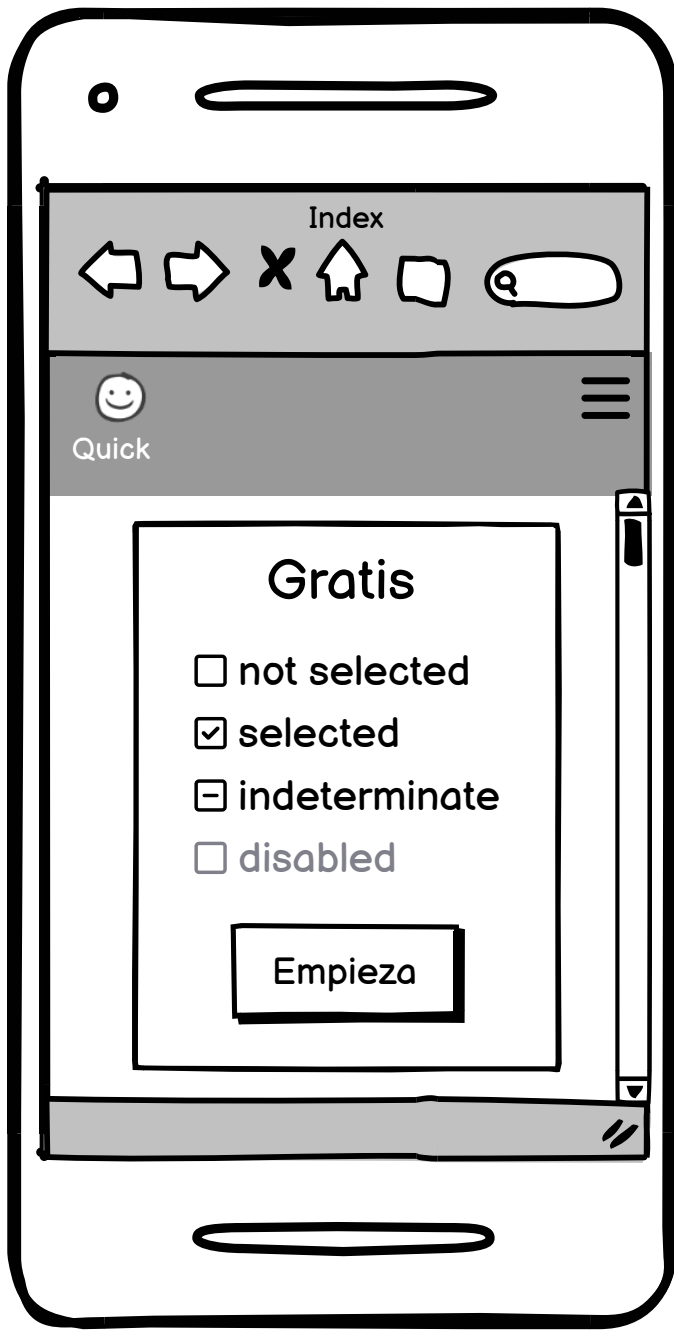 Index
Quick
Gratis
not selected
selected
indeterminate
disabled
Empieza